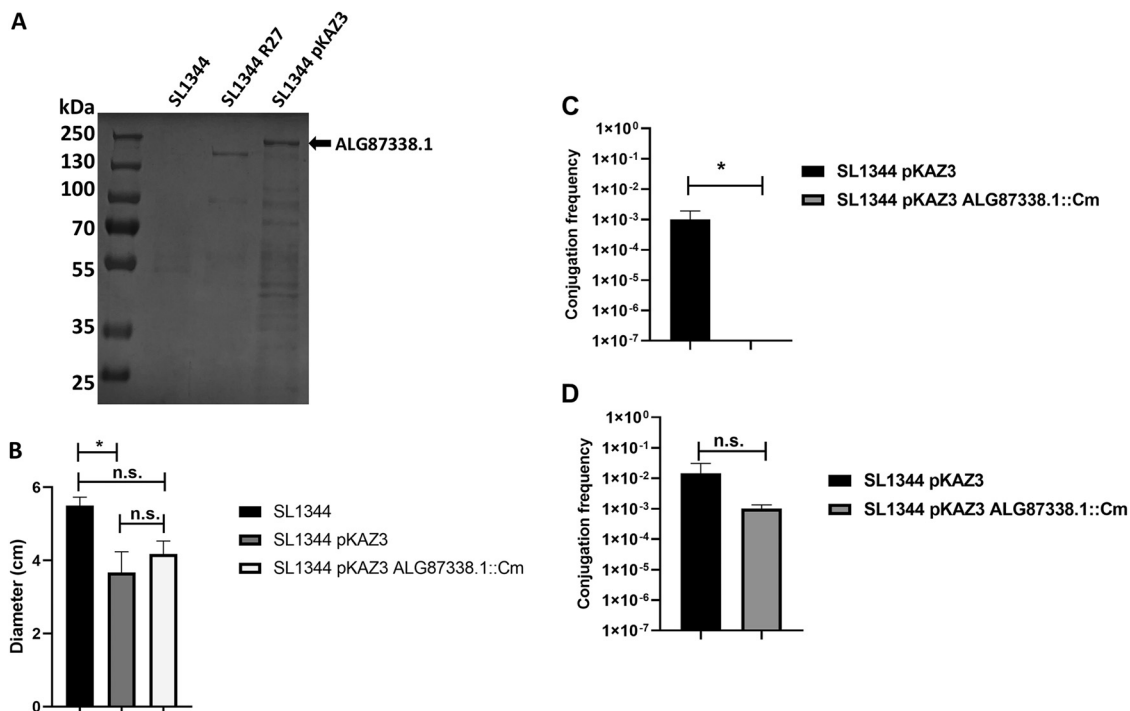 A
SL1344
SL1344 R27
SL1344 pKAZ3
kDa
250
130
100
70
55
35
25
ALG87338.1
B
*
n.s.
n.s.
6
4
2
0
Diameter (cm)
SL1344
SL1344 pKAZ3
SL1344 pKAZ3 ALG87338.1::Cm
C
1×10⁰
1×10⁻¹
1×10⁻²
1×10⁻³
1×10⁻⁴
1×10⁻⁵
1×10⁻⁶
1×10⁻⁷
Conjugation frequency
*
SL1344 pKAZ3
SL1344 pKAZ3 ALG87338.1::Cm
D
1×10⁰
1×10⁻¹
1×10⁻²
1×10⁻³
1×10⁻⁴
1×10⁻⁵
1×10⁻⁶
1×10⁻⁷
Conjugation frequency
n.s.
SL1344 pKAZ3
SL1344 pKAZ3 ALG87338.1::Cm